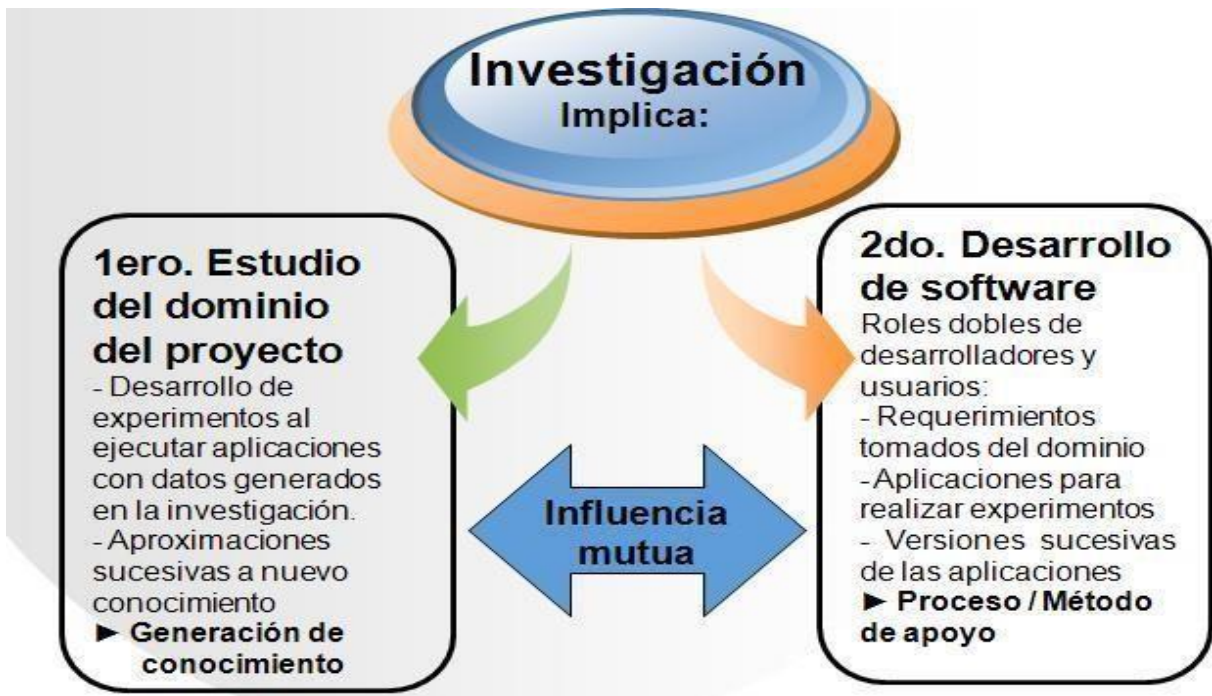 Investigación
Implica:
1ero. Estudio
del dominio
del proyecto
- Desarrollo de
experimentos al
ejecutar aplicaciones
con datos generados
en la investigación.
- Aproximaciones
sucesivas a nuevo
conocimiento
► Generación de
conocimiento
Influencia
mutua
2do. Desarrollo
de software
Roles dobles de
desarrolladores y
usuarios:
- Requerimientos
tomados del dominio
-Aplicaciones para
realizar experimentos
- Versiones sucesivas
de las aplicaciones
► Proceso / Método
de apoyo